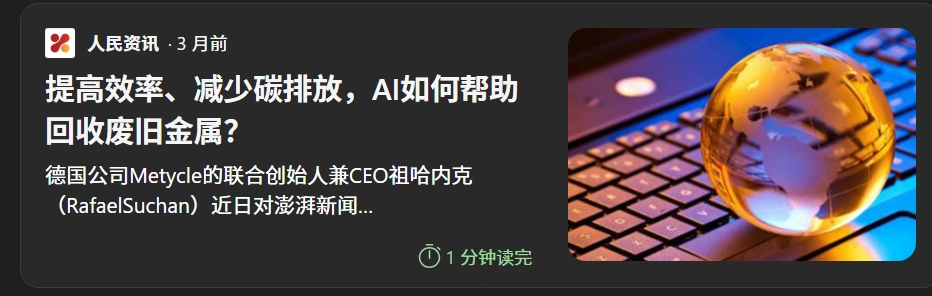 人民资讯 · 3 月前
提高效率、减少碳排放，AI如何帮助
回收废旧金属？
德国公司Metycle的联合创始人兼CEO祖哈内克
（RafaelSuchan）近日对澎湃新闻...
1 分钟读完